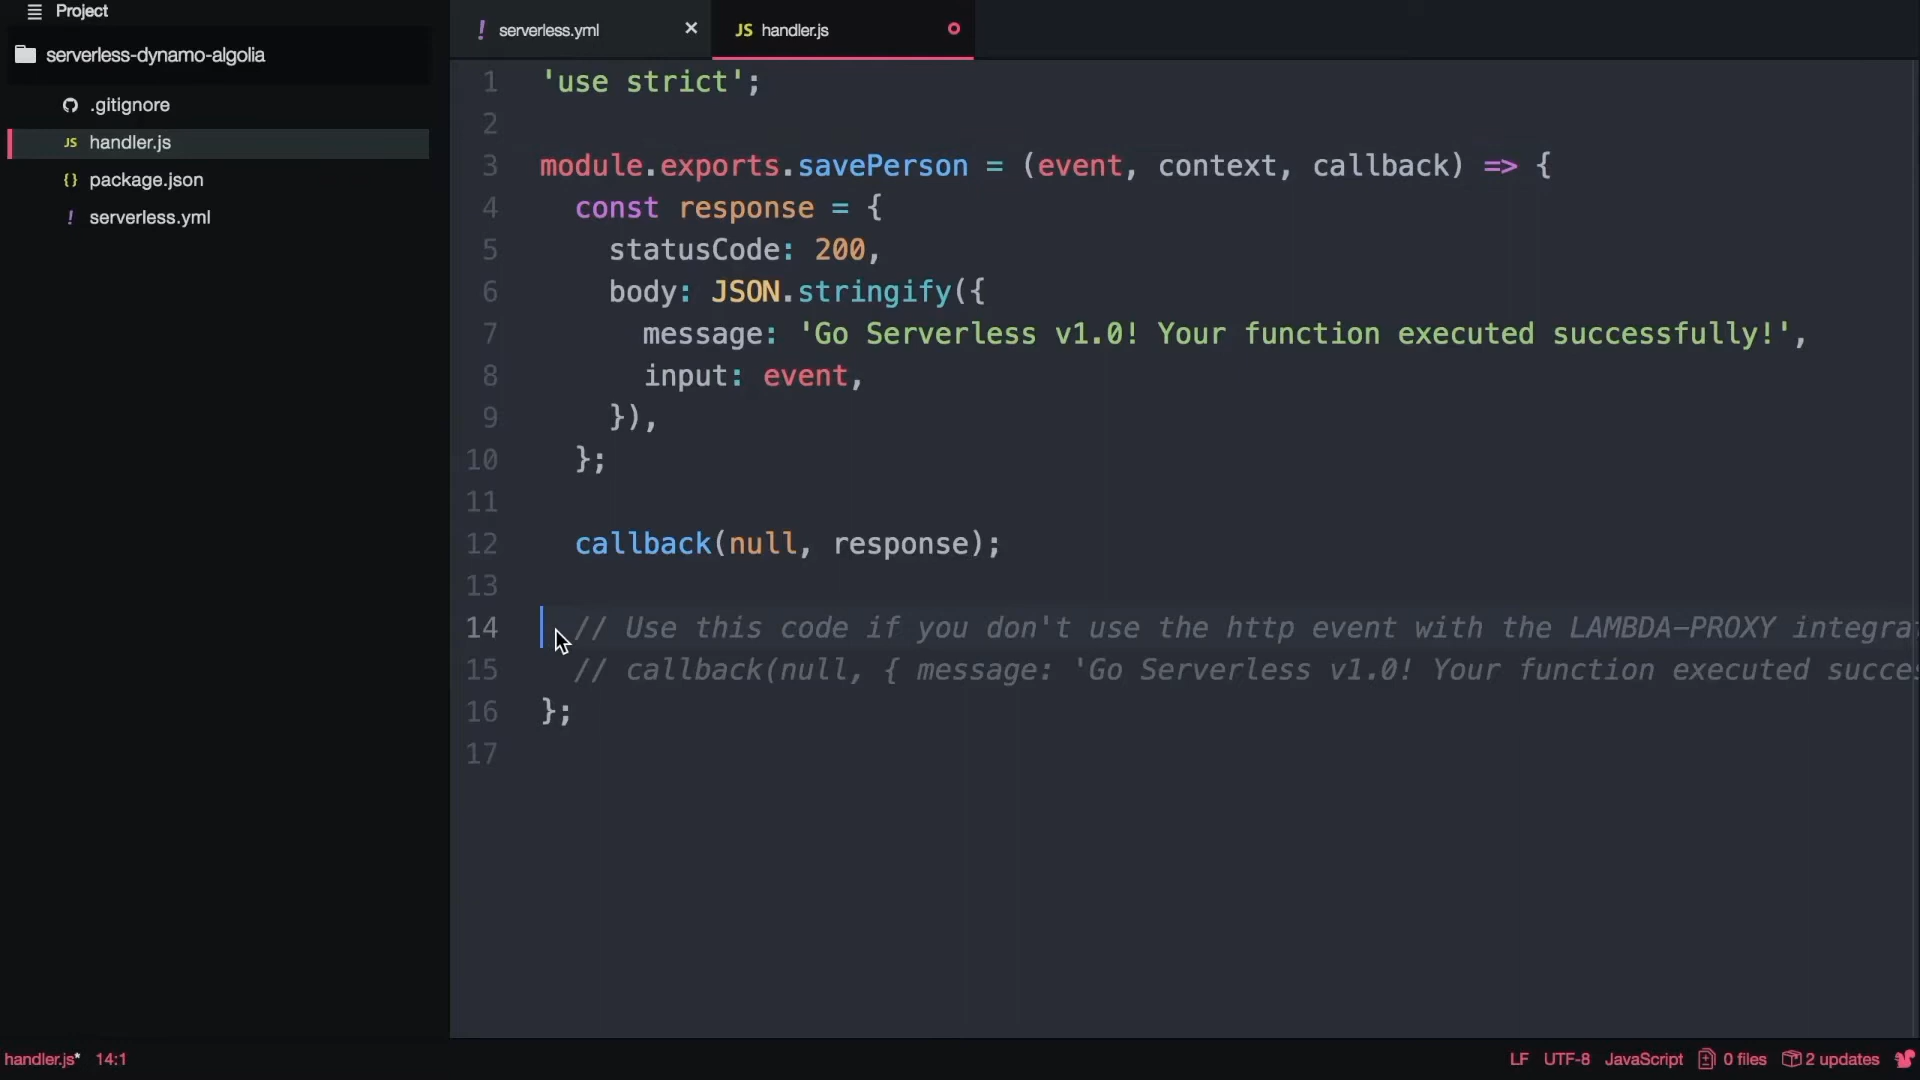 Project
serverless-dynamo-algolia
.gitignore
JS handler.js
{} package.json
! serverless.yml
! serverless.yml ×
JS handler.js
1 'use strict';
2
3 module.exports.savePerson = (event, context, callback) => {
4 const response = {
5 statusCode: 200,
6 body: JSON.stringify({
7 message: 'Go Serverless v1.0! Your function executed successfully!',
8 input: event,
9 }),
10 };
11
12 callback(null, response);
13
14 // Use this code if you don't use the http event with the LAMBDA-PROXY integra
15 // callback(null, { message: 'Go Serverless v1.0! Your function executed succes
16 };
17
handler.js* 14:1
LF UTF-8 JavaScript 0 files 2 updates